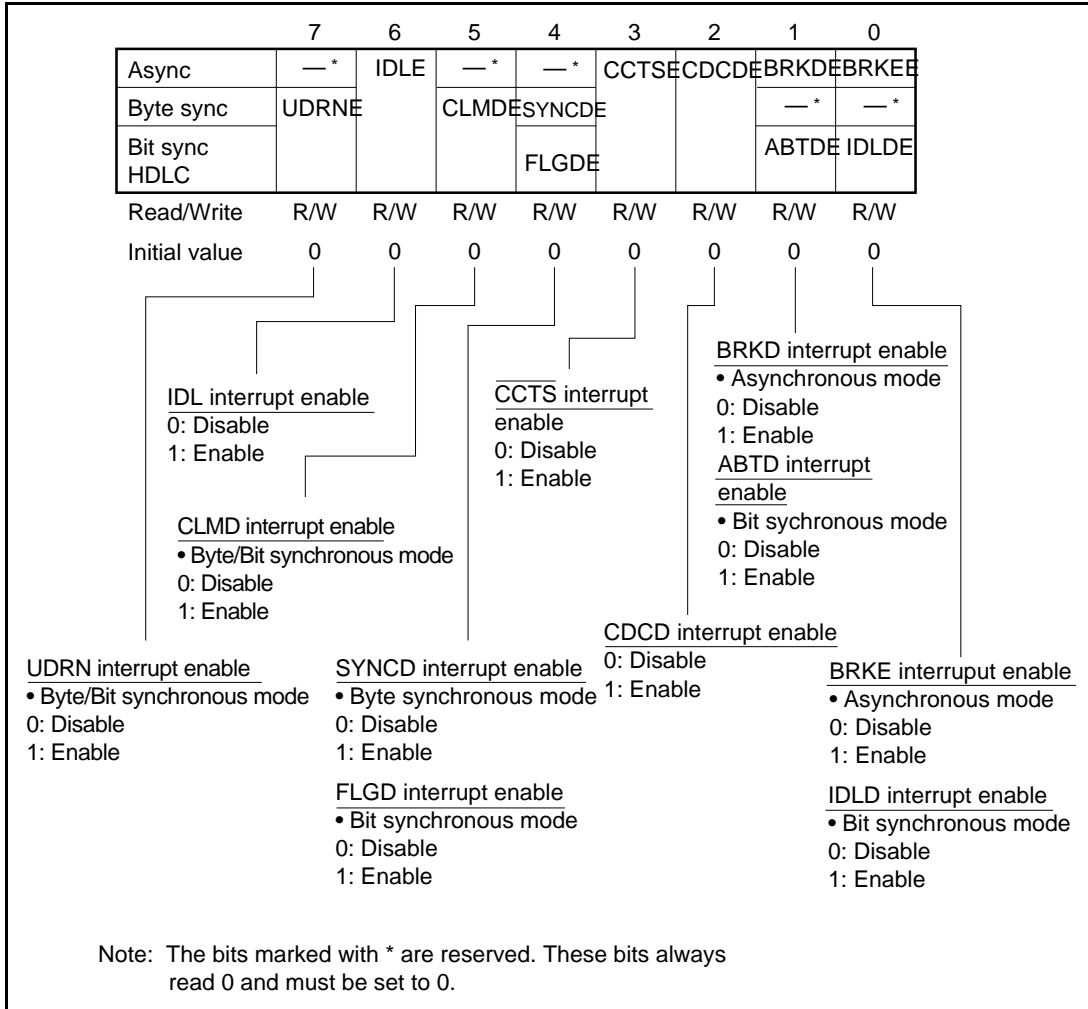 7 6 5 4 3 2 1 0
Async —* IDLE —* —* CCTSE CDCDE BRKDE BRKEE
Byte sync UDRNE CLMDE SYNCDE —* —*
Bit sync
HDLC FLGDE ABTDE IDLDE
Read/Write R/W R/W R/W R/W R/W R/W R/W R/W
Initial value 0 0 0 0 0 0 0 0
BRKD interrupt enable
• Asynchronous mode
0: Disable
1: Enable
ABTD interrupt
enable
• Bit sychronous mode
0: Disable
1: Enable
IDL interrupt enable
0: Disable
1: Enable
CCTS interrupt
enable
0: Disable
1: Enable
CLMD interrupt enable
• Byte/Bit synchronous mode
0: Disable
1: Enable
CDCD interrupt enable
0: Disable
1: Enable
UDRN interrupt enable
• Byte/Bit synchronous mode
0: Disable
1: Enable
SYNCD interrupt enable
• Byte synchronous mode
0: Disable
1: Enable
FLGD interrupt enable
• Bit synchronous mode
0: Disable
1: Enable
BRKE interruput enable
• Asynchronous mode
0: Disable
1: Enable
IDLD interrupt enable
• Bit synchronous mode
0: Disable
1: Enable
Note: The bits marked with * are reserved. These bits always
read 0 and must be set to 0.